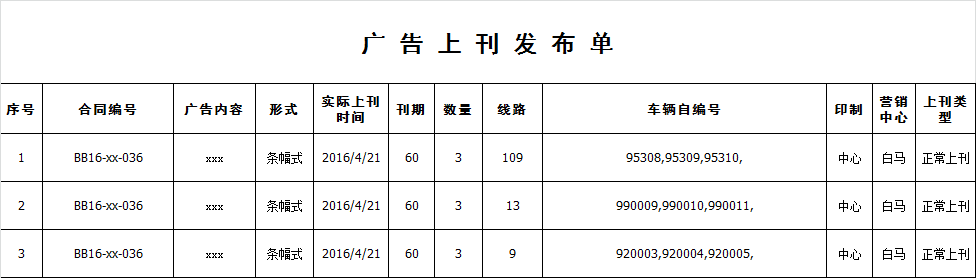 广告上刊发布单
序号 合同编号 广告内容 形式 实际上刊时间 刊期 数量 线路 车辆自编号 印制 营销中心 上刊类型
1 BB16-xx-036 xxx 条幅式 2016/4/21 60 3 109 95308,95309,95310, 中心 白马 正常上刊
2 BB16-xx-036 xxx 条幅式 2016/4/21 60 3 13 990009,990010,990011, 中心 白马 正常上刊
3 BB16-xx-036 xxx 条幅式 2016/4/21 60 3 9 920003,920004,920005, 中心 白马 正常上刊